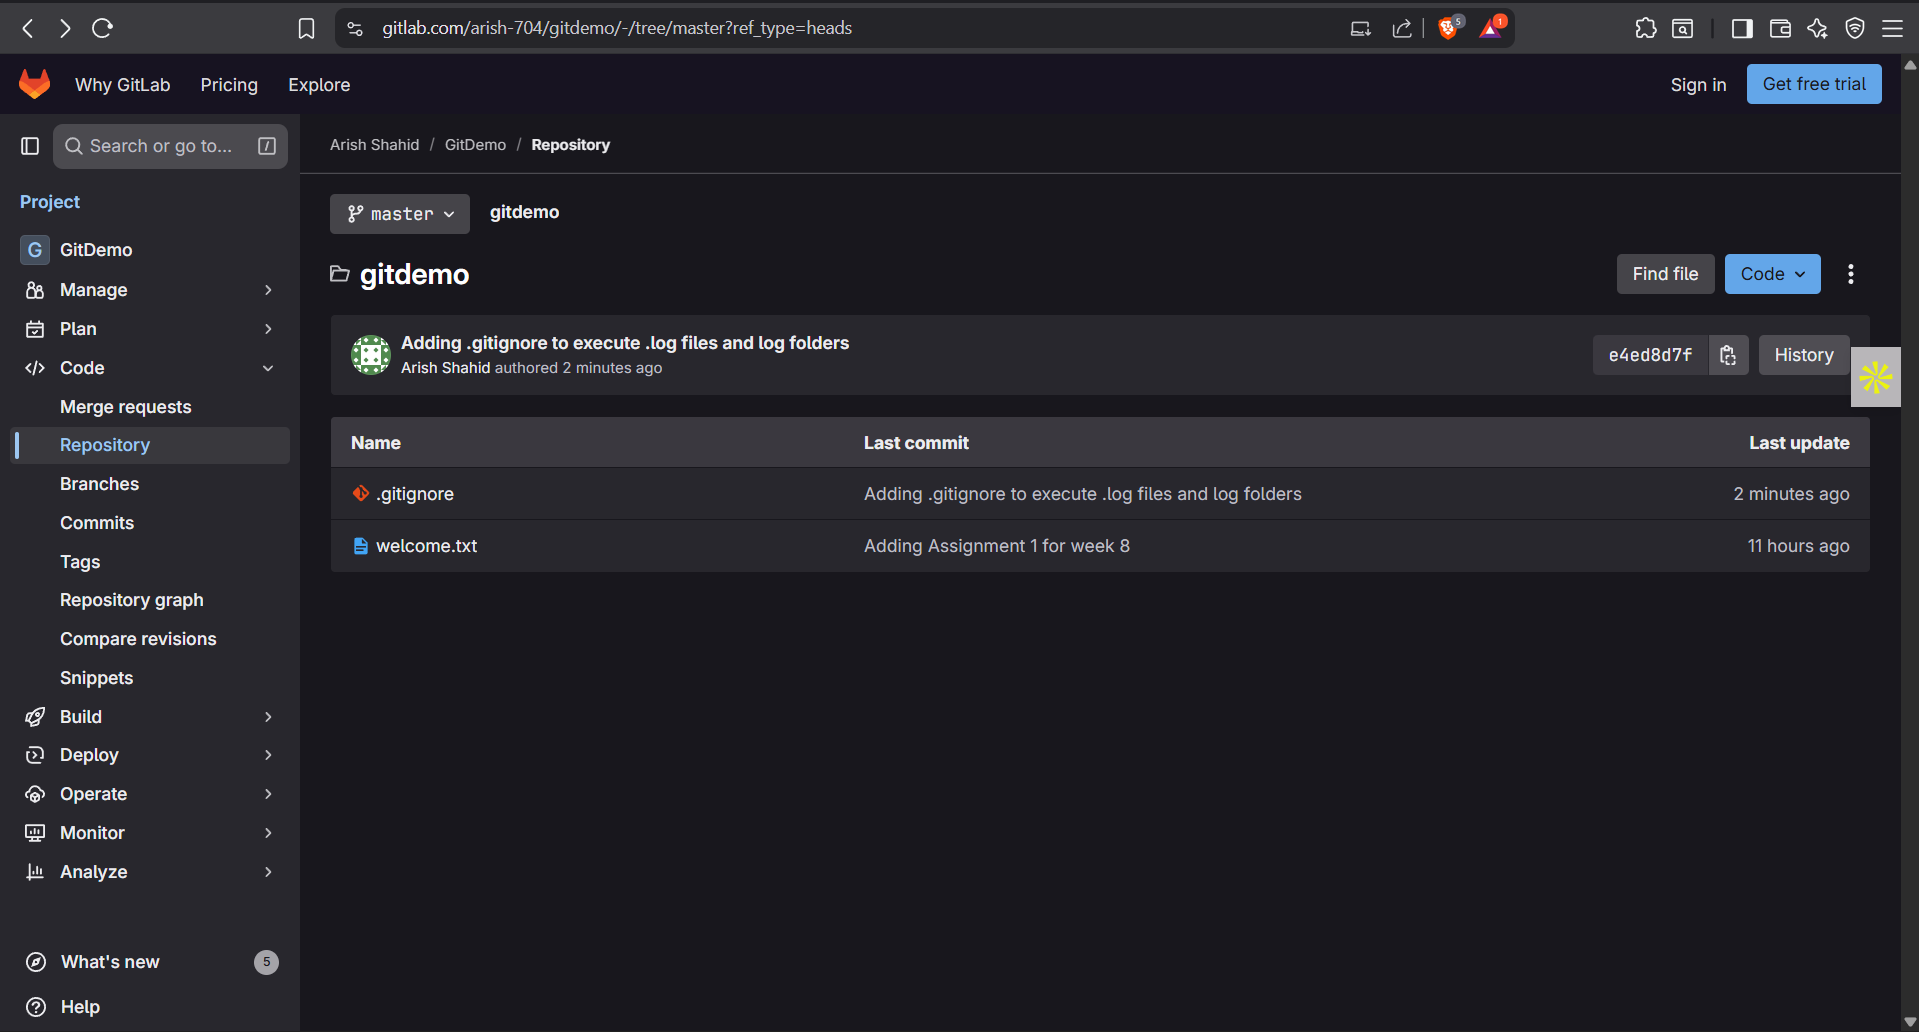 gitlab.com/arish-704/gitdemo/-/tree/master?ref_type=heads
5
1
Why GitLab Pricing Explore
Sign in Get free trial
Search or go to... /
Arish Shahid / GitDemo / Repository
Project
master gitdemo
G GitDemo
gitdemo
Find file Code
Manage
Plan
Code
Merge requests
Repository
Branches
Commits
Tags
Repository graph
Compare revisions
Snippets
Build
Deploy
Operate
Monitor
Analyze
What's new 5
Help
Adding .gitignore to execute .log files and log folders
Arish Shahid authored 2 minutes ago
e4ed8d7f History
Name Last commit Last update
.gitignore Adding .gitignore to execute .log files and log folders 2 minutes ago
welcome.txt Adding Assignment 1 for week 8 11 hours ago